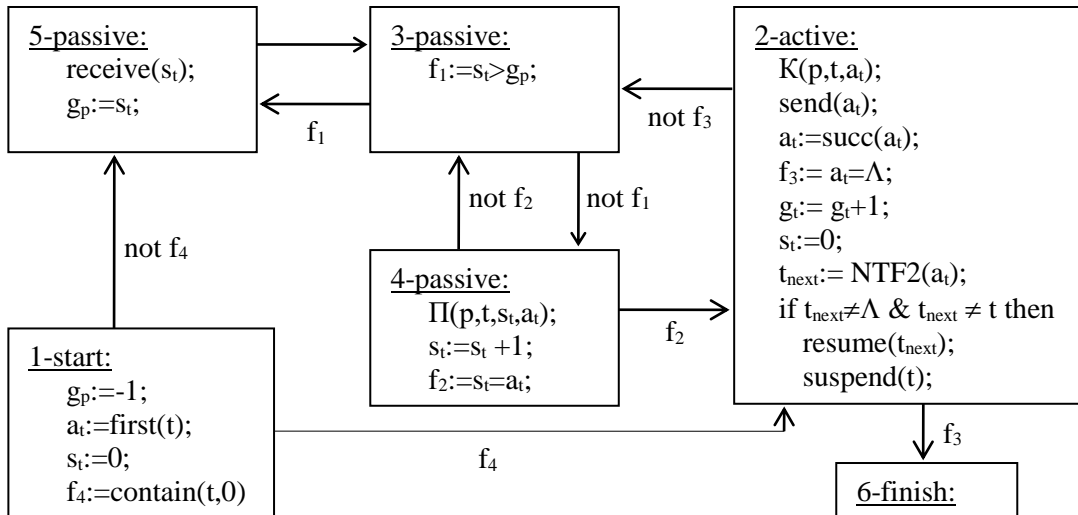 5-passive:
receive(sₜ);
gₚ:=sₜ;
3-passive:
f₁:=sₜ>gₚ;
2-active:
К(p,t,aₜ);
send(aₜ);
aₜ:=succ(aₜ);
f₃:= aₜ=Λ;
gₜ:= gₜ+1;
sₜ:=0;
tₙₑₓₜ:= NTF2(aₜ);
if tₙₑₓₜ≠Λ & tₙₑₓₜ ≠ t then
resume(tₙₑₓₜ);
suspend(t);
f₁
not f₃
not f₄
not f₂
not f₁
4-passive:
П(p,t,sₜ,aₜ);
sₜ:=sₜ +1;
f₂:=sₜ=aₜ;
f₂
1-start:
gₚ:=-1;
aₜ:=first(t);
sₜ:=0;
f₄:=contain(t,0)
f₄
f₃
6-finish: